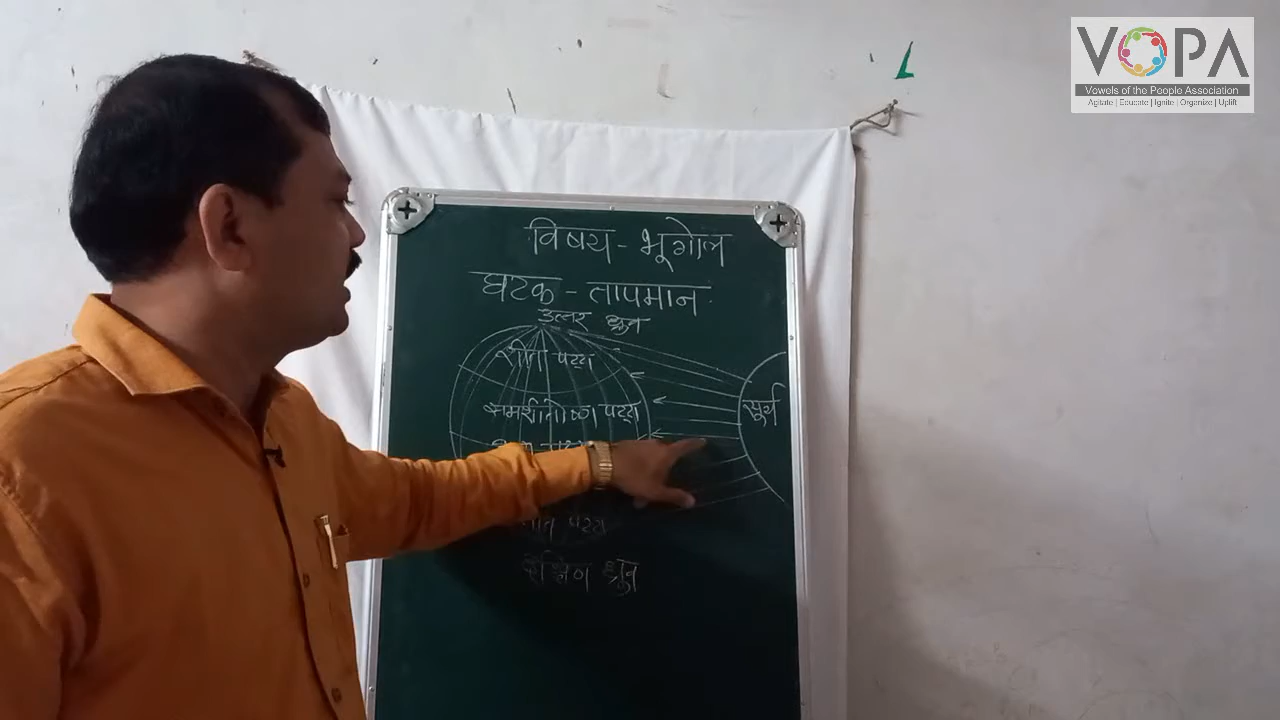 VOPA
Vowels of the People Association
Agitate | Educate | Ignite | Organize | Uplift
विषय - भूगोल
घटक - तापमान
उत्तर ध्रुव
शीत पट्टा
समशीतोष्ण पट्टा
सूर्य
शीत पट्टा
दक्षिण ध्रुव